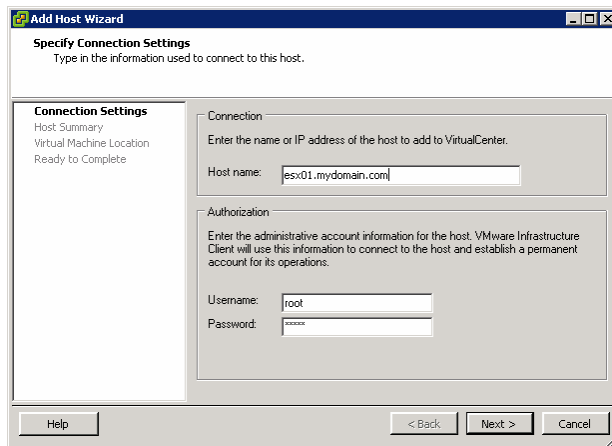 Add Host Wizard
Specify Connection Settings
Type in the information used to connect to this host.
Connection Settings
Host Summary
Virtual Machine Location
Ready to Complete
Connection
Enter the name or IP address of the host to add to VirtualCenter.
Host name:
esx01.mydomain.com
Authorization
Enter the administrative account information for the host. VMware Infrastructure
Client will use this information to connect to the host and establish a permanent
account for its operations.
Username:
root
Password:
*****
Help
< Back
Next >
Cancel